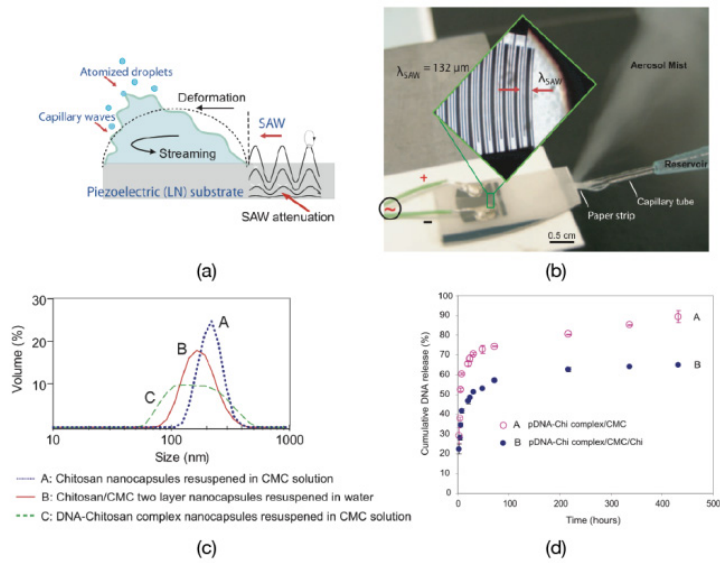 (a)
Atomized droplets
Capillary waves
Deformation
SAW
Streaming
Piezoelectric (LN) substrate
SAW attenuation
(b)
λSAW = 132 μm
λSAW
Aerosol Mist
Reservoir
Capillary tube
Paper strip
0.5 cm
+
~
–
(a)
(b)
30
20
10
Volume (%)
A
B
C
10
100
1000
Size (nm)
A: Chitosan nanocapsules resuspened in CMC solution
B: Chitosan/CMC two layer nanocapsules resuspened in water
C: DNA-Chitosan complex nanocapsules resuspened in CMC solution
(c)
100
90
80
70
60
50
40
30
20
10
0
Cumulative DNA release (%)
A
B
A pDNA-Chi complex/CMC
B pDNA-Chi complex/CMC/Chi
0
100
200
300
400
500
Time (hours)
(d)